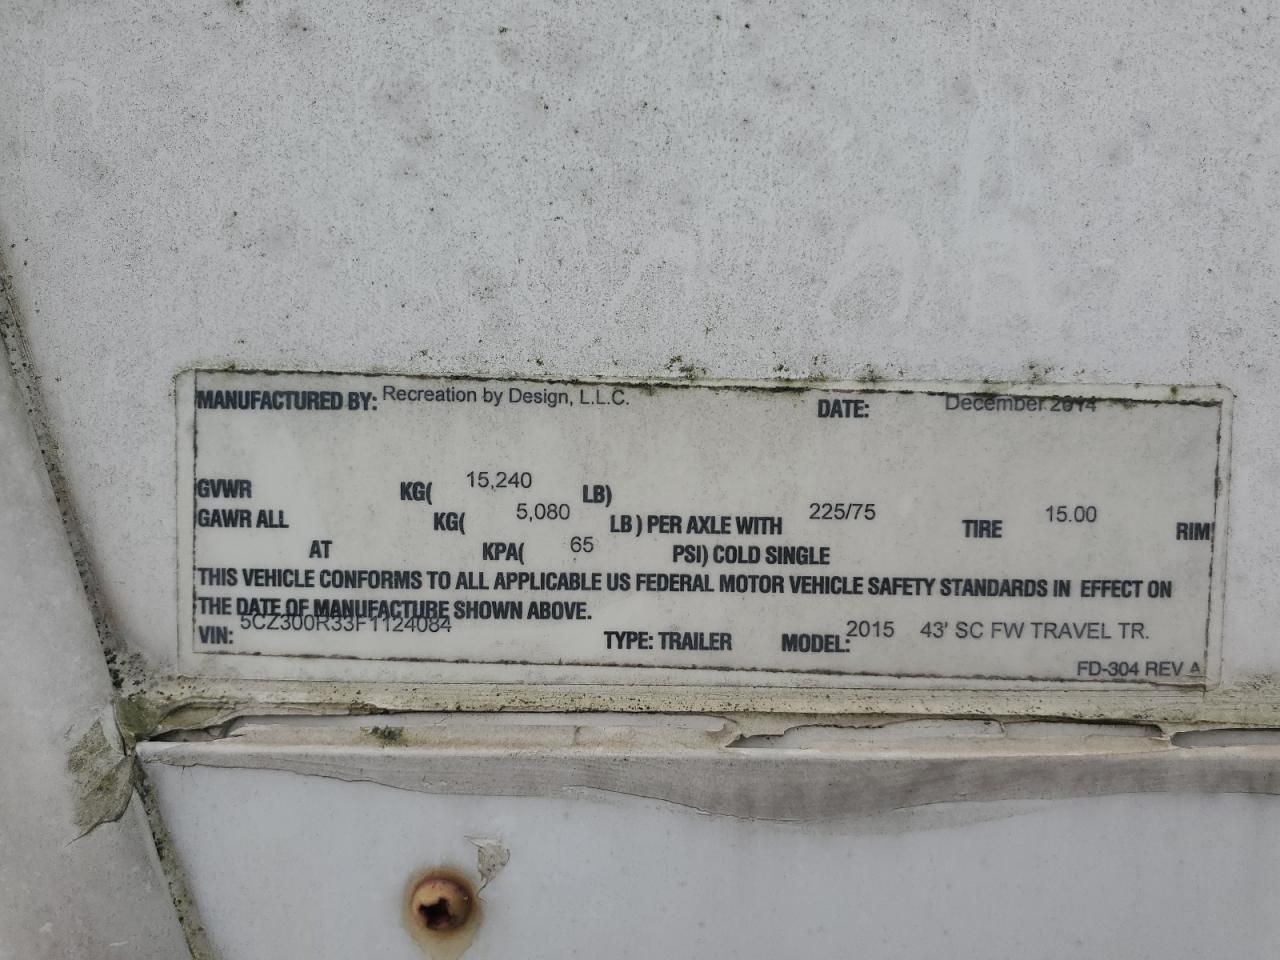 MANUFACTURED BY: Recreation by Design, L.L.C. DATE: December 2014
GVWR KG( 15,240 LB)
GAWR ALL KG( 5,080 LB ) PER AXLE WITH 225/75 TIRE 15.00 RIM
AT KPA( 65 PSI) COLD SINGLE
THIS VEHICLE CONFORMS TO ALL APPLICABLE US FEDERAL MOTOR VEHICLE SAFETY STANDARDS IN EFFECT ON
THE DATE OF MANUFACTURE SHOWN ABOVE.
VIN: 5CZ300R33F1124084 TYPE: TRAILER MODEL: 2015 43' SC FW TRAVEL TR.
FD-304 REV A